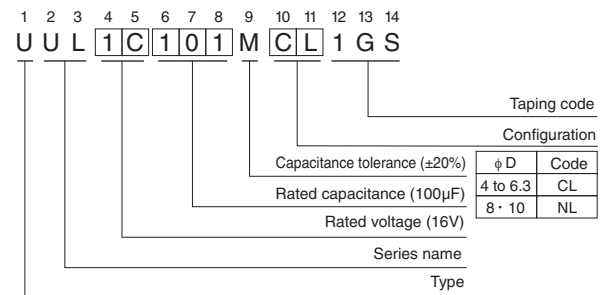 1 2 3 4 5 6 7 8 9 10 11 12 13 14
U U L 1 C 1 0 1 M C L 1 G S
Taping code
Configuration
Capacitance tolerance (±20%)
φ D Code
4 to 6.3 CL
8 · 10 NL
Rated capacitance (100µF)
Rated voltage (16V)
Series name
Type